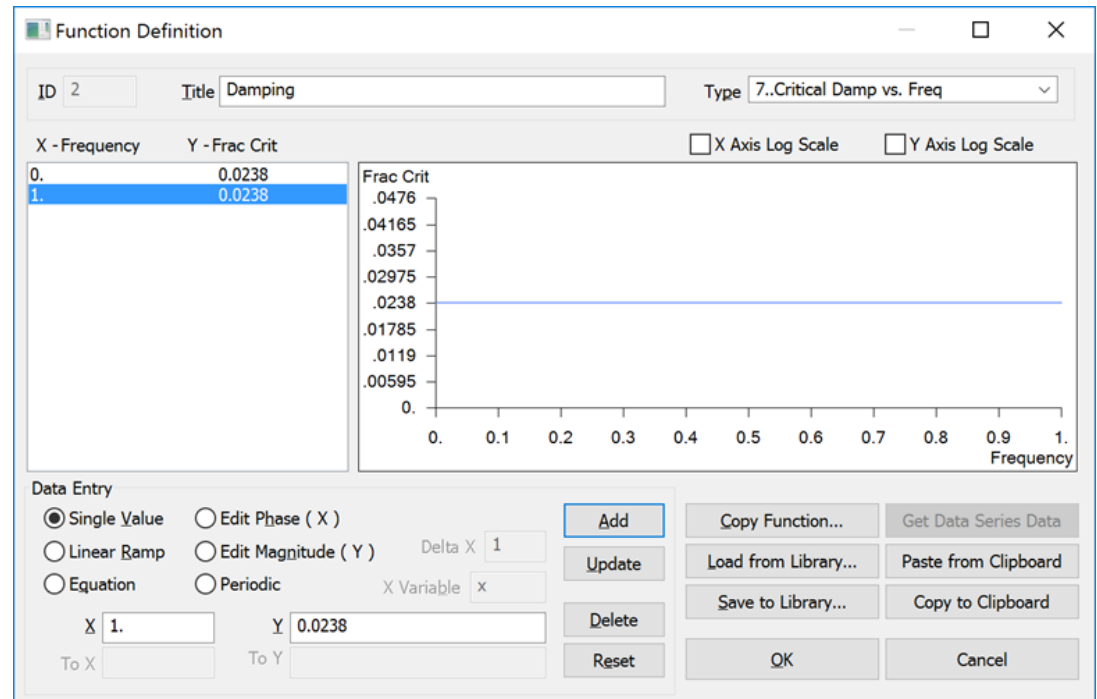 Function Definition
ID 2 Title Damping Type 7..Critical Damp vs. Freq
X - Frequency Y - Frac Crit X Axis Log Scale Y Axis Log Scale
0. 0.0238
1. 0.0238
Frac Crit
.0476
.04165
.0357
.02975
.0238
.01785
.0119
.00595
0.
0. 0.1 0.2 0.3 0.4 0.5 0.6 0.7 0.8 0.9 1.
Frequency
Data Entry
Single Value Edit Phase ( X ) Add Copy Function... Get Data Series Data
Linear Ramp Edit Magnitude ( Y ) Delta X 1 Update Load from Library... Paste from Clipboard
Equation Periodic X Variable x Save to Library... Copy to Clipboard
X 1. Y 0.0238 Delete
To X To Y Reset OK Cancel